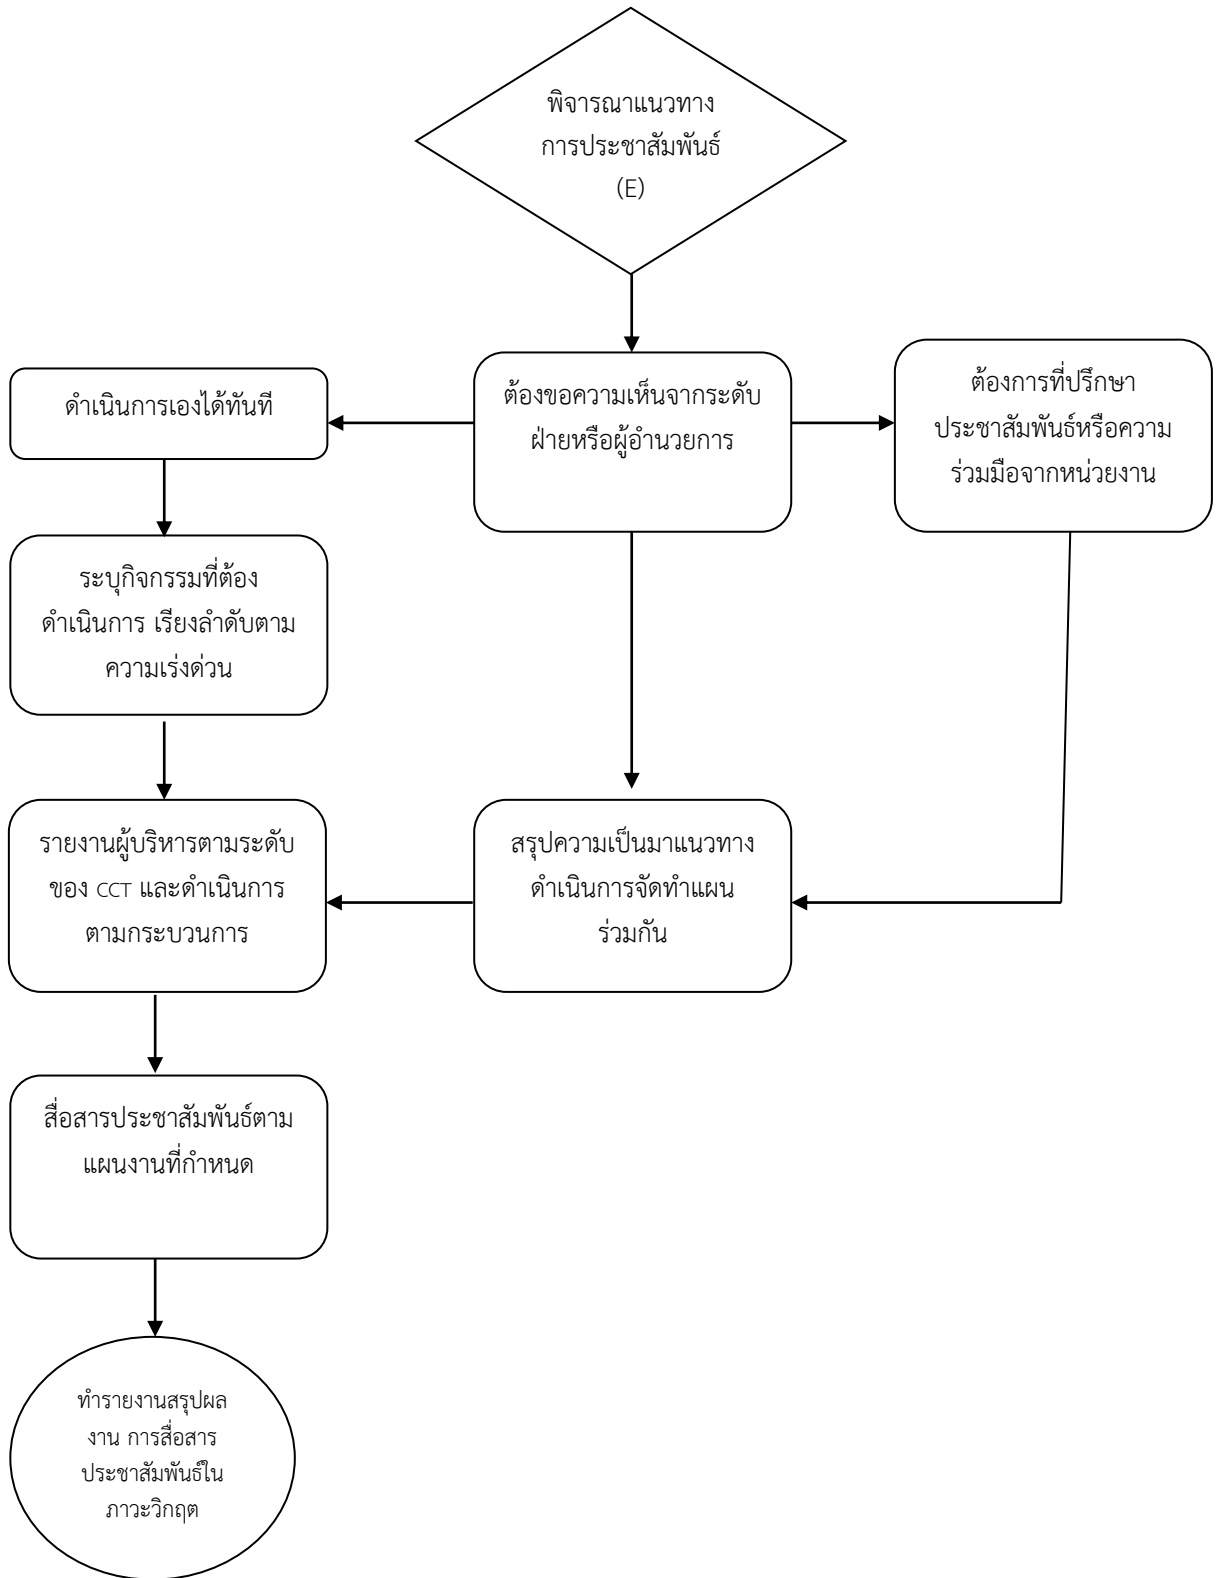 พิจารณาแนวทาง
การประชาสัมพันธ์
(E)
ดำเนินการเองได้ทันที
ต้องขอความเห็นจากระดับ
ฝ่ายหรือผู้อำนวยการ
ต้องการที่ปรึกษา
ประชาสัมพันธ์หรือความ
ร่วมมือจากหน่วยงาน
ระบุกิจกรรมที่ต้อง
ดำเนินการ เรียงลำดับตาม
ความเร่งด่วน
รายงานผู้บริหารตามระดับ
ของ CCT และดำเนินการ
ตามกระบวนการ
สรุปความเป็นมาแนวทาง
ดำเนินการจัดทำแผน
ร่วมกัน
สื่อสารประชาสัมพันธ์ตาม
แผนงานที่กำหนด
ทำรายงานสรุปผล
งาน การสื่อสาร
ประชาสัมพันธ์ใน
ภาวะวิกฤต